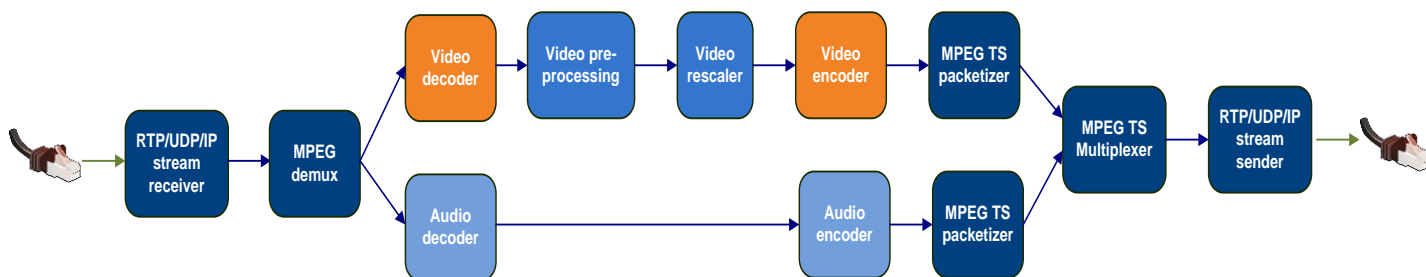 RTP/UDP/IP
stream
receiver
MPEG
demux
Video
decoder
Video pre-
processing
Video
rescaler
Video
encoder
MPEG TS
packetizer
Audio
decoder
Audio
encoder
MPEG TS
packetizer
MPEG TS
Multiplexer
RTP/UDP/IP
stream
sender